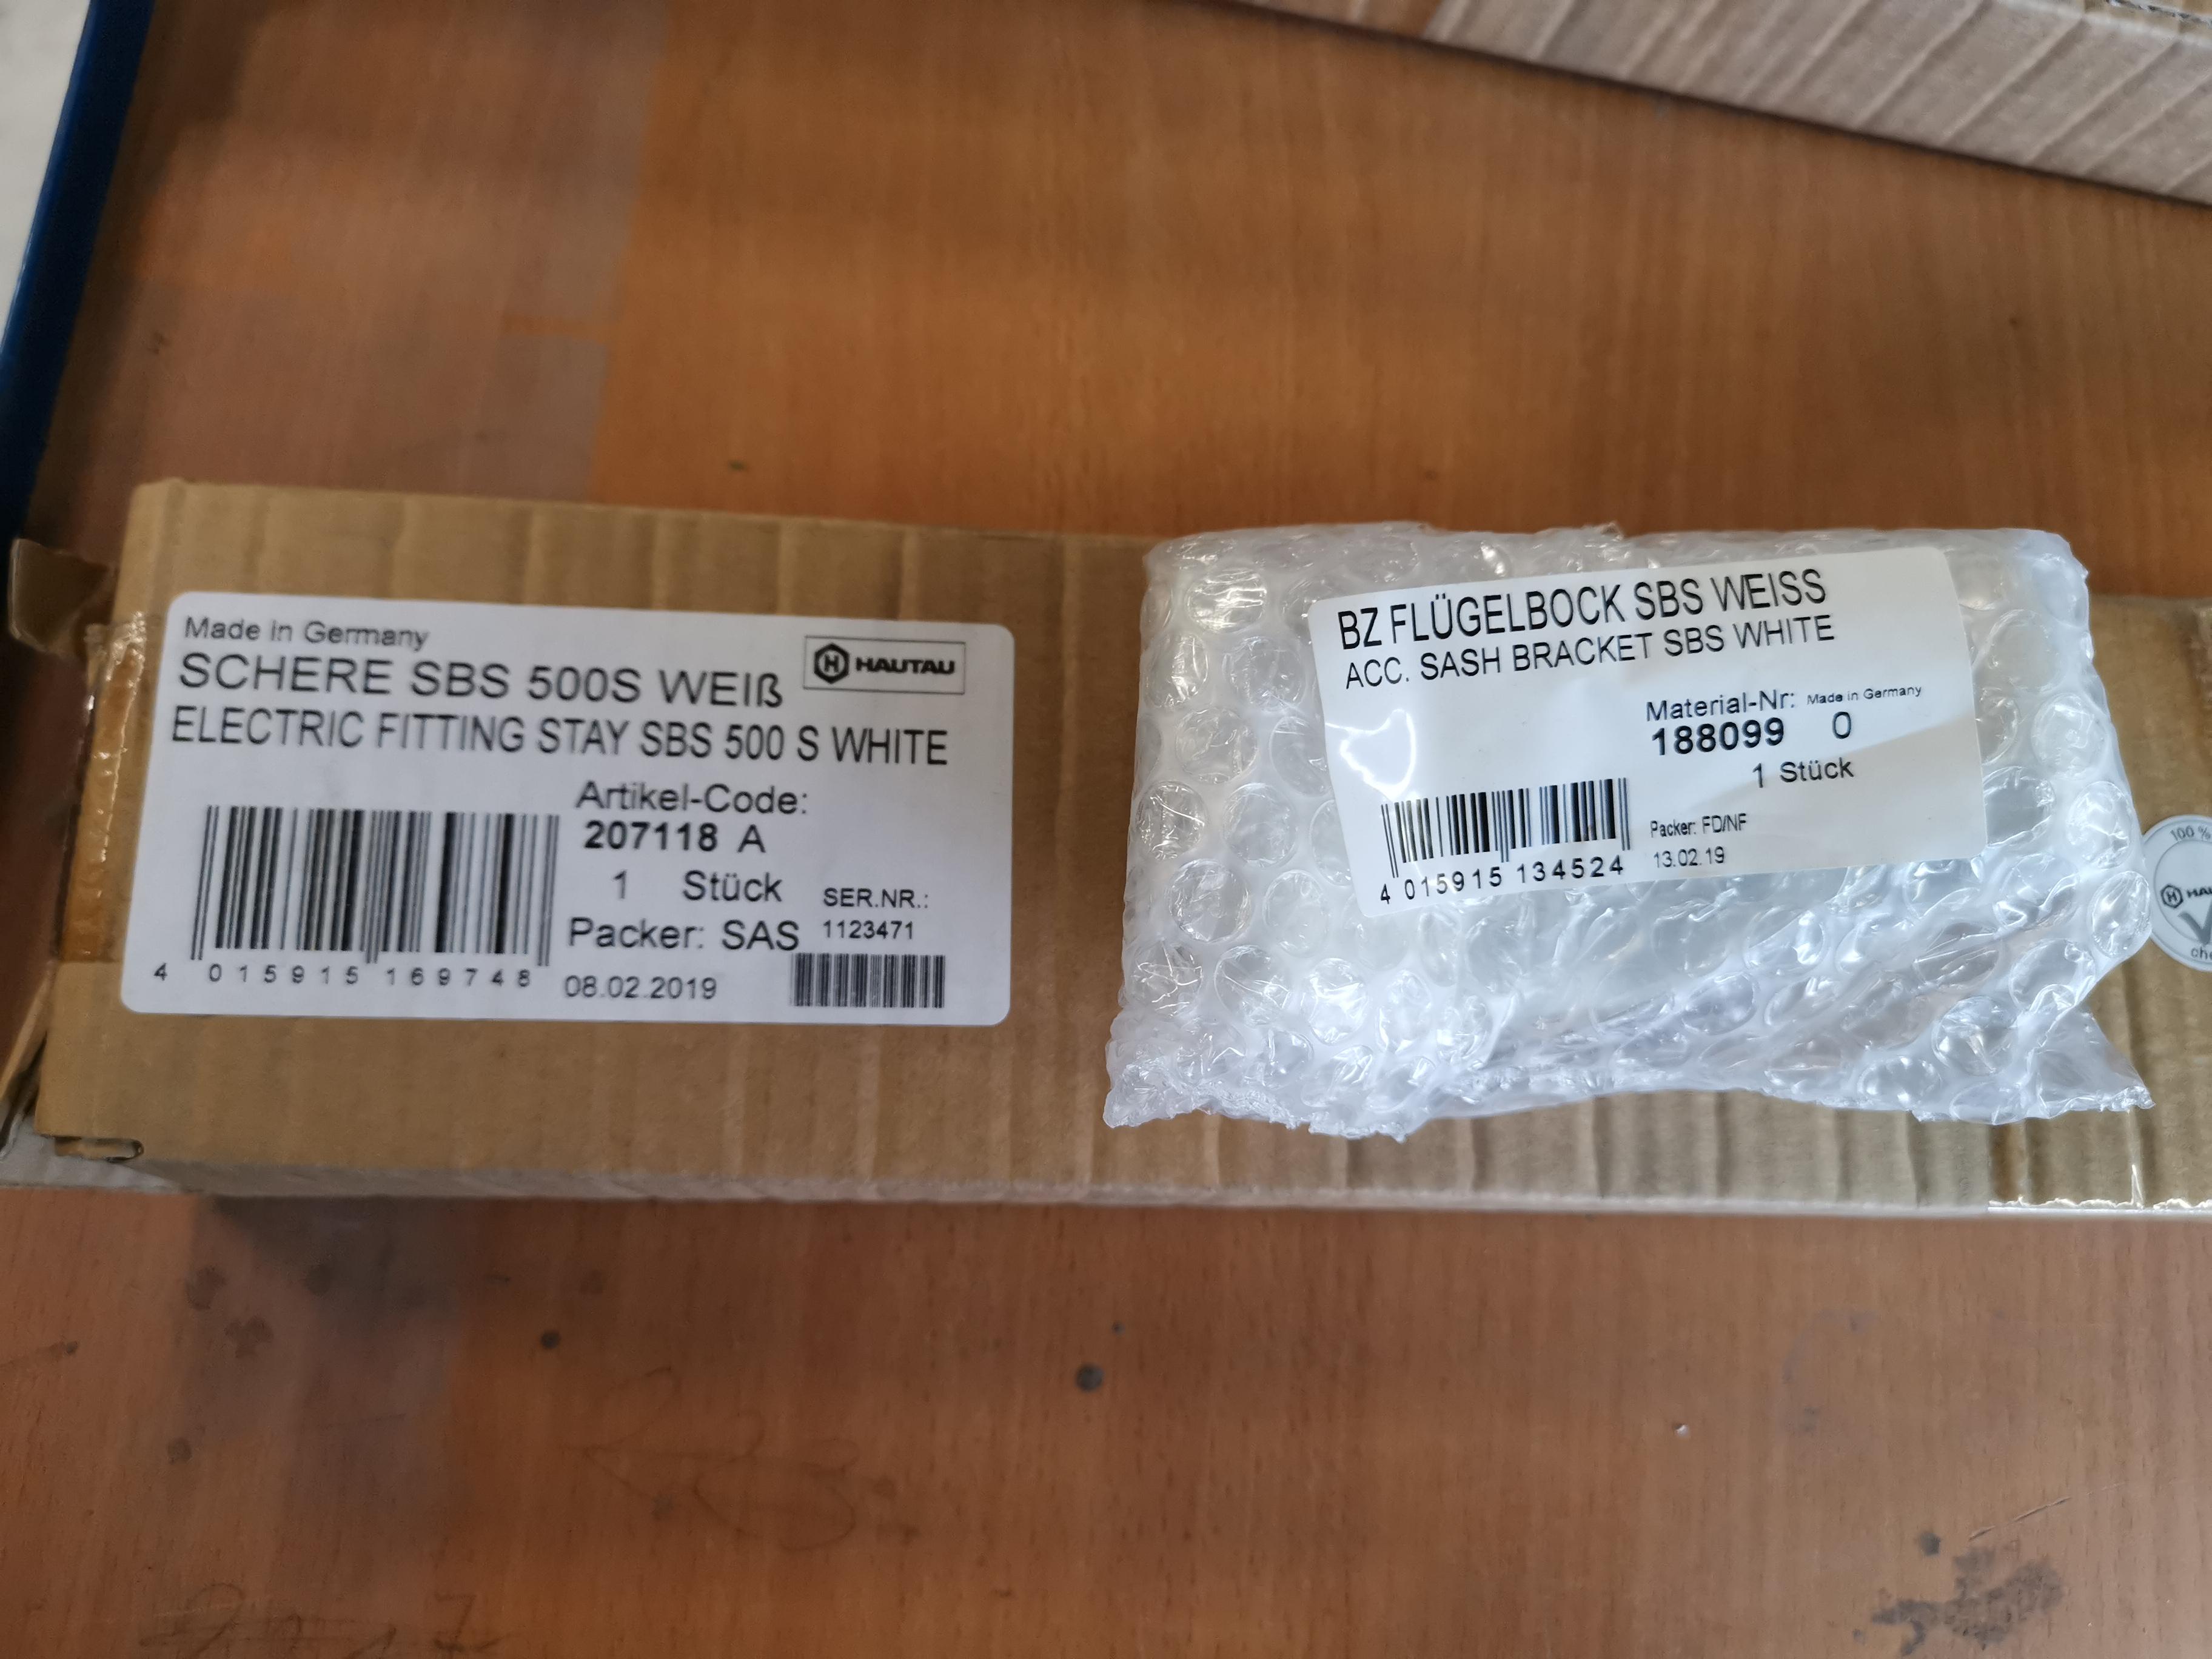 Made in Germany
HAUTAU
SCHERE SBS 500S WEIß
ELECTRIC FITTING STAY SBS 500 S WHITE
Artikel-Code:
207118 A
1 Stück
SER.NR.:
Packer: SAS
1123471
4 015915 169748
08.02.2019
BZ FLÜGELBOCK SBS WEISS
ACC. SASH BRACKET SBS WHITE
Material-Nr: Made in Germany
188099 0
1 Stück
Packer: FD/NF
13.02.19
4 015915 134524
100 %